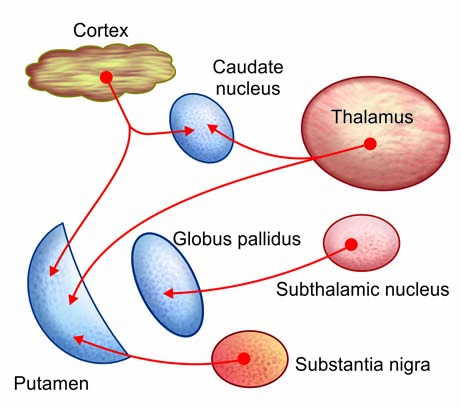 Cortex
Caudate
nucleus
Thalamus
Globus pallidus
Subthalamic nucleus
Substantia nigra
Putamen